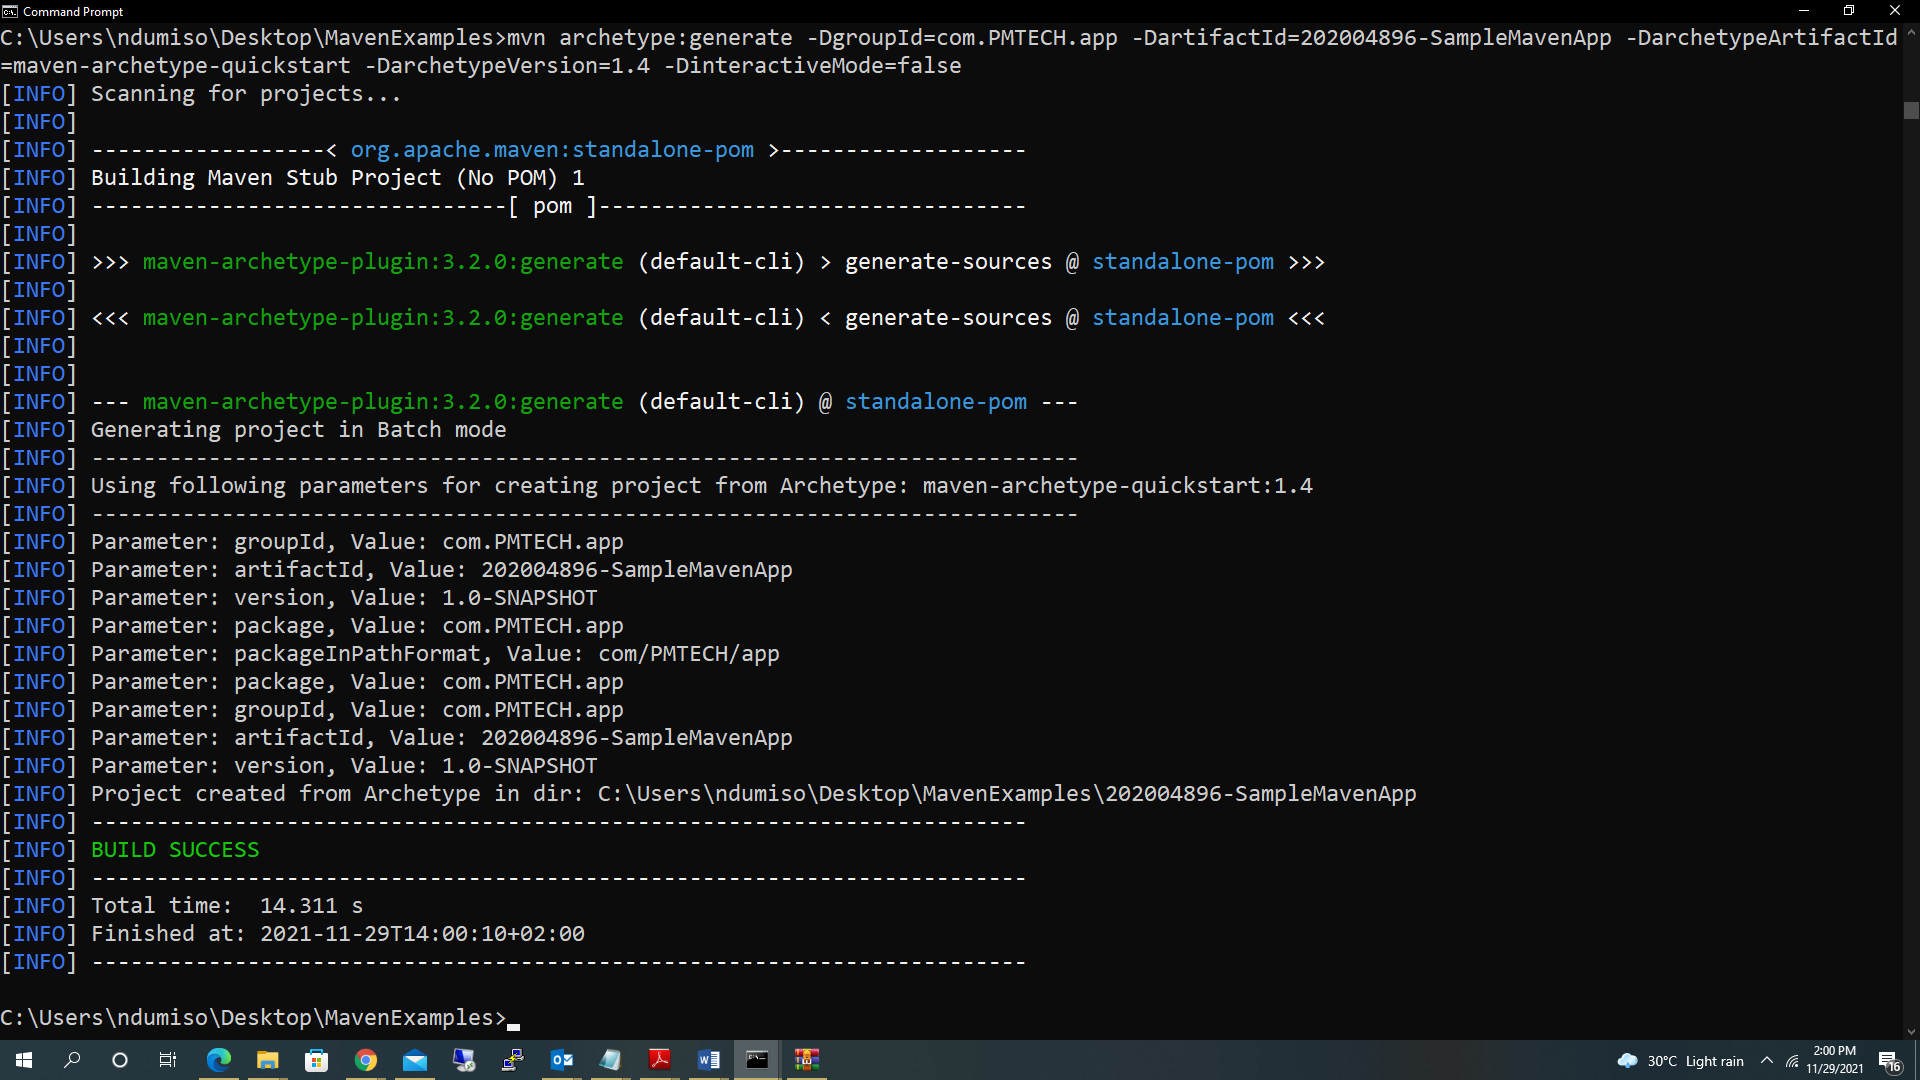 Command Prompt
C:\Users\ndumiso\Desktop\MavenExamples>mvn archetype:generate -DgroupId=com.PMTECH.app -DartifactId=202004896-SampleMavenApp -DarchetypeArtifactId
=maven-archetype-quickstart -DarchetypeVersion=1.4 -DinteractiveMode=false
[INFO] Scanning for projects...
[INFO]
[INFO] ------------------< org.apache.maven:standalone-pom >-------------------
[INFO] Building Maven Stub Project (No POM) 1
[INFO] --------------------------------[ pom ]---------------------------------
[INFO]
[INFO] >>> maven-archetype-plugin:3.2.0:generate (default-cli) > generate-sources @ standalone-pom >>>
[INFO]
[INFO] <<< maven-archetype-plugin:3.2.0:generate (default-cli) < generate-sources @ standalone-pom <<<
[INFO]
[INFO]
[INFO] --- maven-archetype-plugin:3.2.0:generate (default-cli) @ standalone-pom ---
[INFO] Generating project in Batch mode
[INFO] ----------------------------------------------------------------------------
[INFO] Using following parameters for creating project from Archetype: maven-archetype-quickstart:1.4
[INFO] ----------------------------------------------------------------------------
[INFO] Parameter: groupId, Value: com.PMTECH.app
[INFO] Parameter: artifactId, Value: 202004896-SampleMavenApp
[INFO] Parameter: version, Value: 1.0-SNAPSHOT
[INFO] Parameter: package, Value: com.PMTECH.app
[INFO] Parameter: packageInPathFormat, Value: com/PMTECH/app
[INFO] Parameter: package, Value: com.PMTECH.app
[INFO] Parameter: groupId, Value: com.PMTECH.app
[INFO] Parameter: artifactId, Value: 202004896-SampleMavenApp
[INFO] Parameter: version, Value: 1.0-SNAPSHOT
[INFO] Project created from Archetype in dir: C:\Users\ndumiso\Desktop\MavenExamples\202004896-SampleMavenApp
[INFO] ------------------------------------------------------------------------
[INFO] BUILD SUCCESS
[INFO] ------------------------------------------------------------------------
[INFO] Total time:  14.311 s
[INFO] Finished at: 2021-11-29T14:00:10+02:00
[INFO] ------------------------------------------------------------------------
C:\Users\ndumiso\Desktop\MavenExamples>
30°C Light rain
2:00 PM
11/29/2021
16